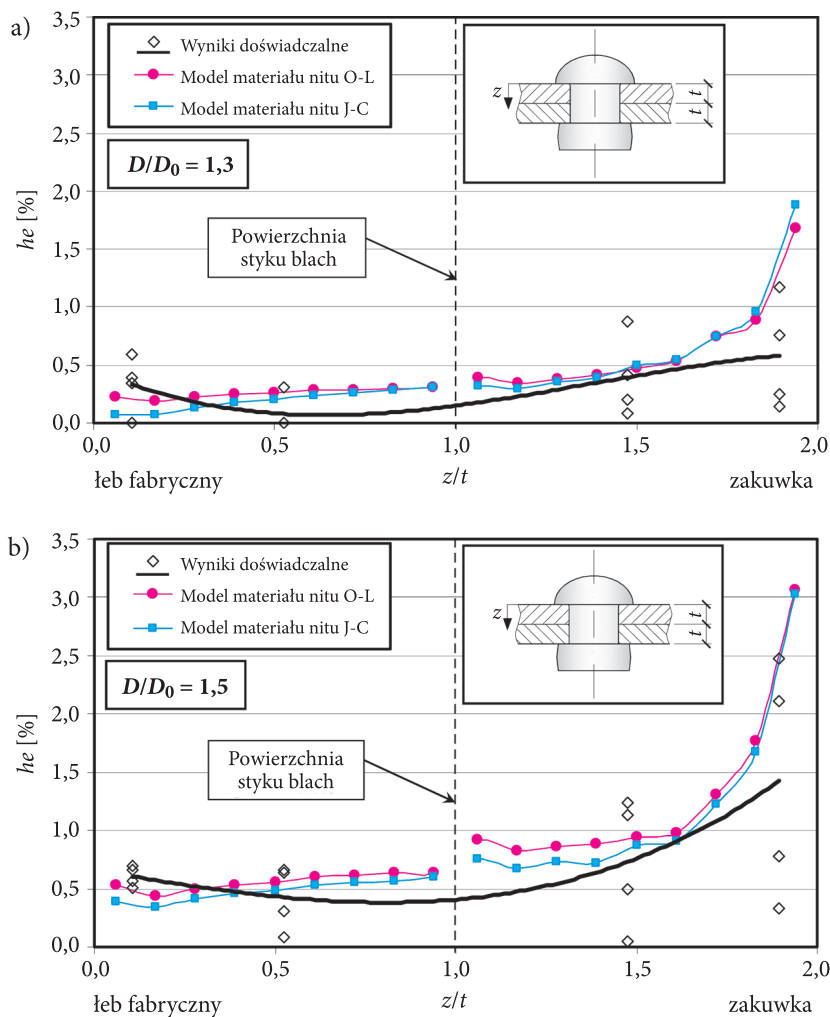 a)
3,5
3,0
2,5
2,0
1,5
1,0
0,5
0,0
he [%]
Wyniki doświadczalne
Model materiału nitu O-L
Model materiału nitu J-C
D/D0 = 1,3
Powierzchnia
styku blach
z
t
t
0,0
0,5
1,0
1,5
2,0
łeb fabryczny
z/t
zakuwka
b)
3,5
3,0
2,5
2,0
1,5
1,0
0,5
0,0
he [%]
Wyniki doświadczalne
Model materiału nitu O-L
Model materiału nitu J-C
D/D0 = 1,5
Powierzchnia
styku blach
z
t
t
0,0
0,5
1,0
1,5
2,0
łeb fabryczny
z/t
zakuwka